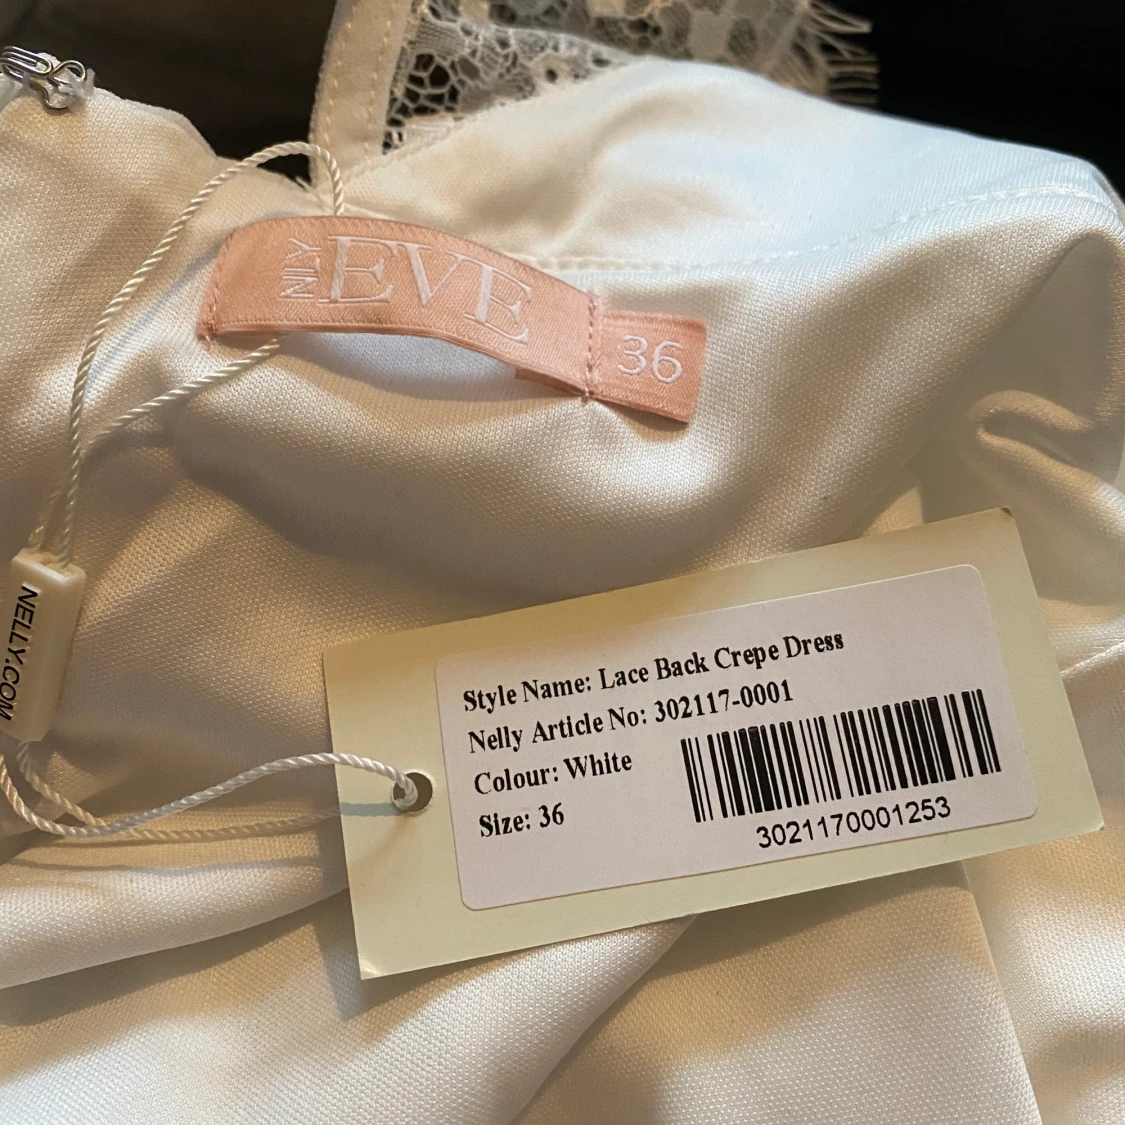 NILY
EVE
36
NELLY.COM
Style Name: Lace Back Crepe Dress
Nelly Article No: 302117-0001
Colour: White
Size: 36
3021170001253